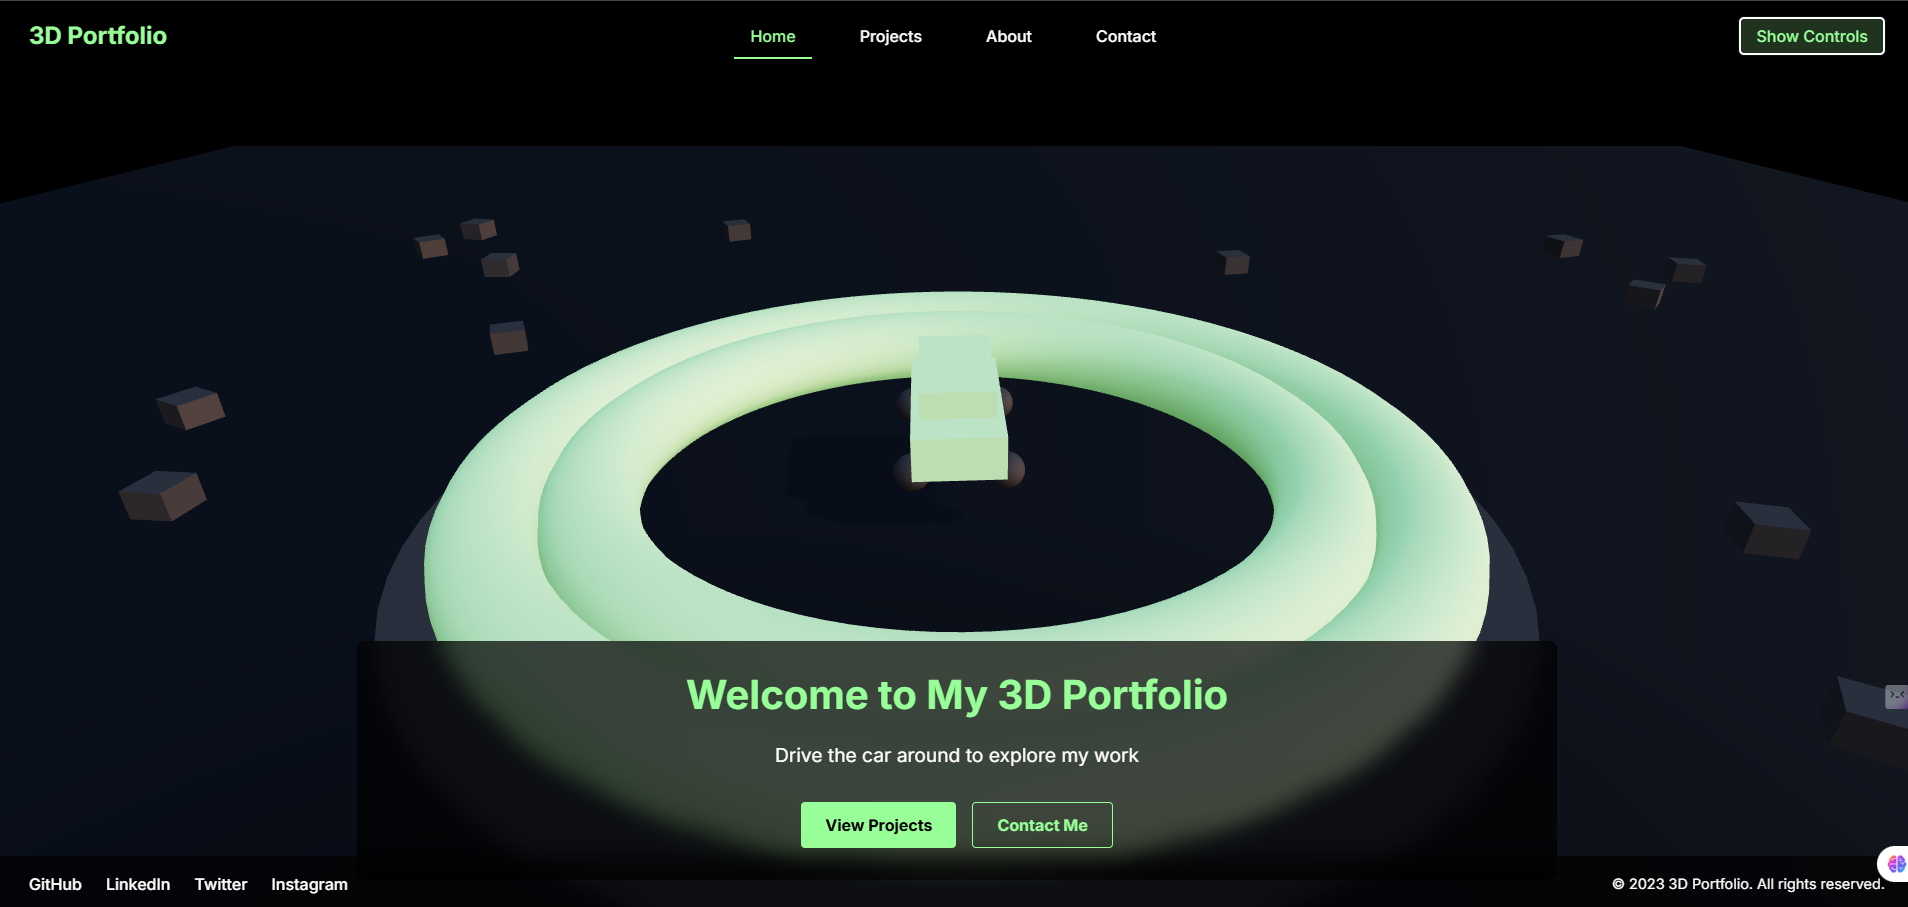 3D Portfolio
Home
Projects
About
Contact
Show Controls
Welcome to My 3D Portfolio
Drive the car around to explore my work
View Projects
Contact Me
GitHub
LinkedIn
Twitter
Instagram
© 2023 3D Portfolio. All rights reserved.